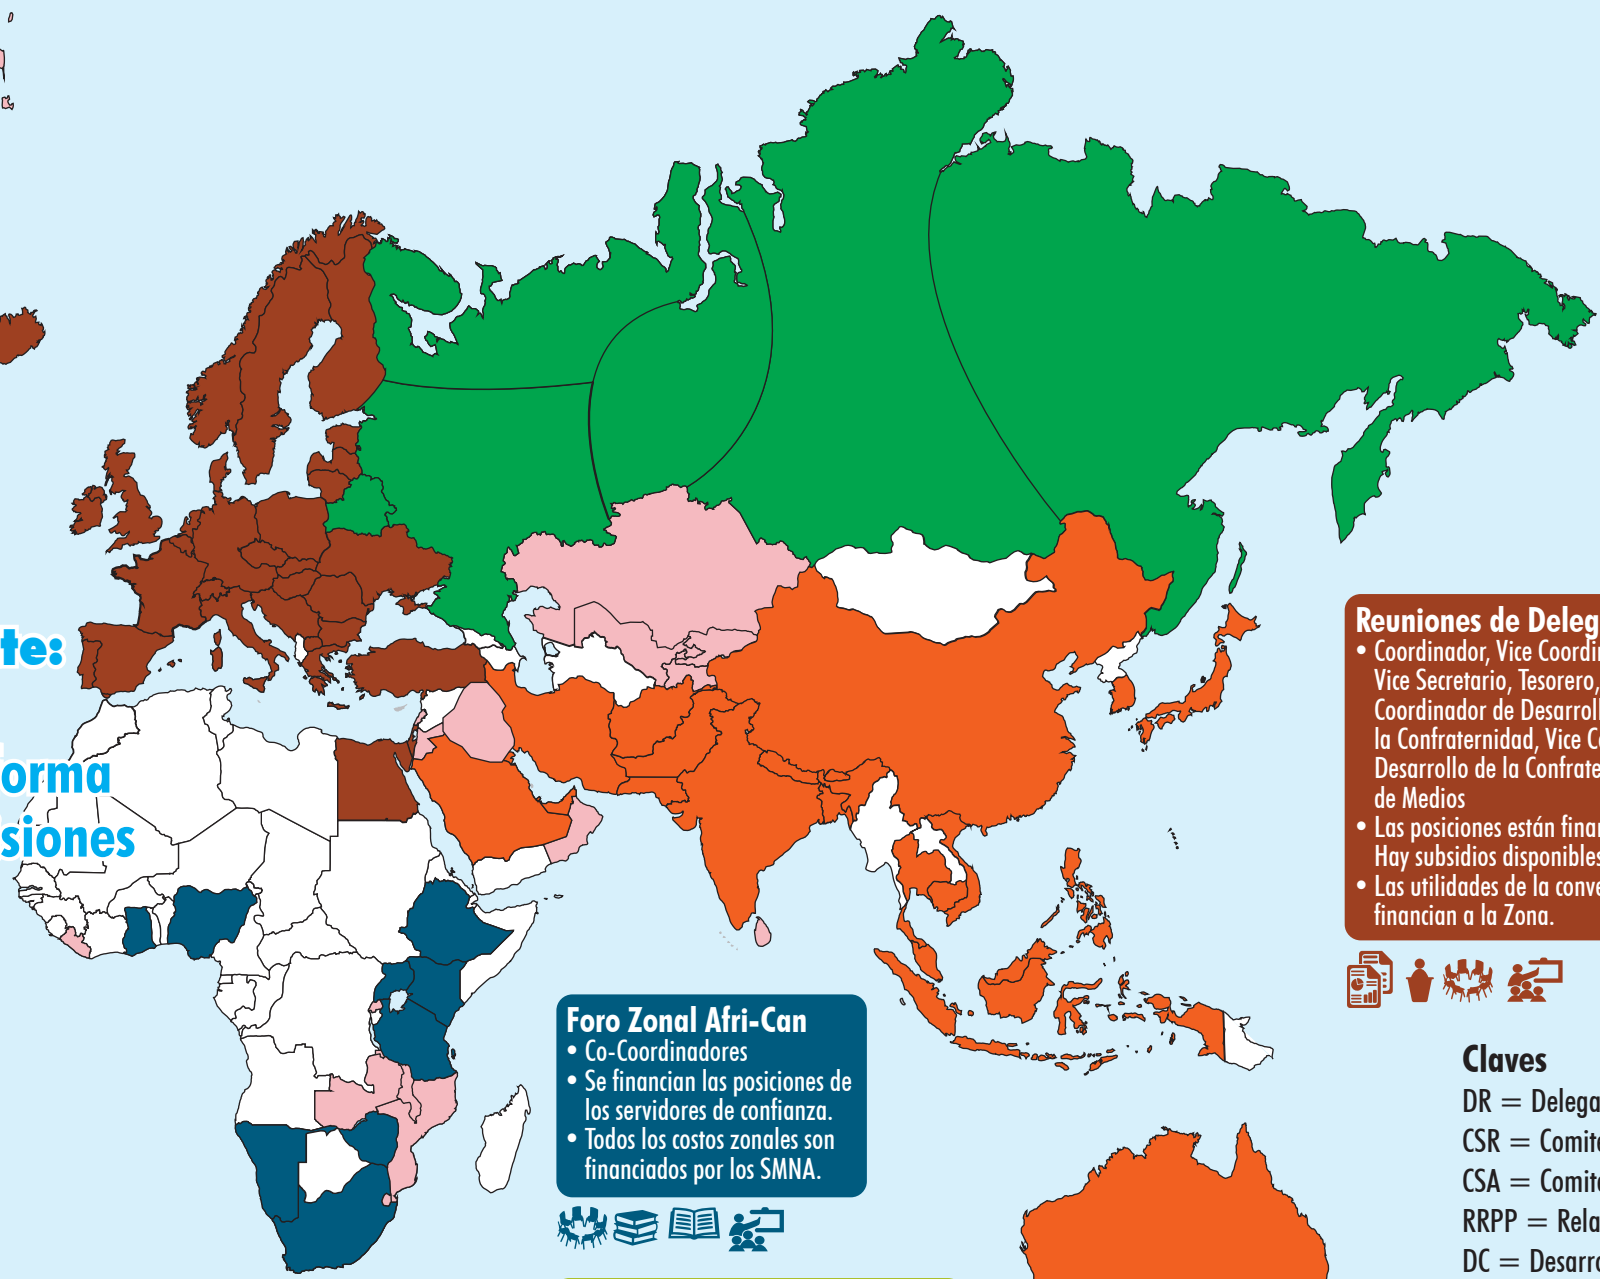 te:
orma
siones
Foro Zonal Afri-Can
• Co-Coordinadores
• Se financian las posiciones de
los servidores de confianza.
• Todos los costos zonales son
financiados por los SMNA.
Reuniones de Deleg
• Coordinador, Vice Coordi
Vice Secretario, Tesorero,
Coordinador de Desarroll
la Confraternidad, Vice C
Desarrollo de la Confrate
de Medios
• Las posiciones están finan
Hay subsidios disponibles
• Las utilidades de la conve
financian a la Zona.
Claves
DR = Delega
CSR = Comit
CSA = Comit
RRPP = Rela
DC = Desarr